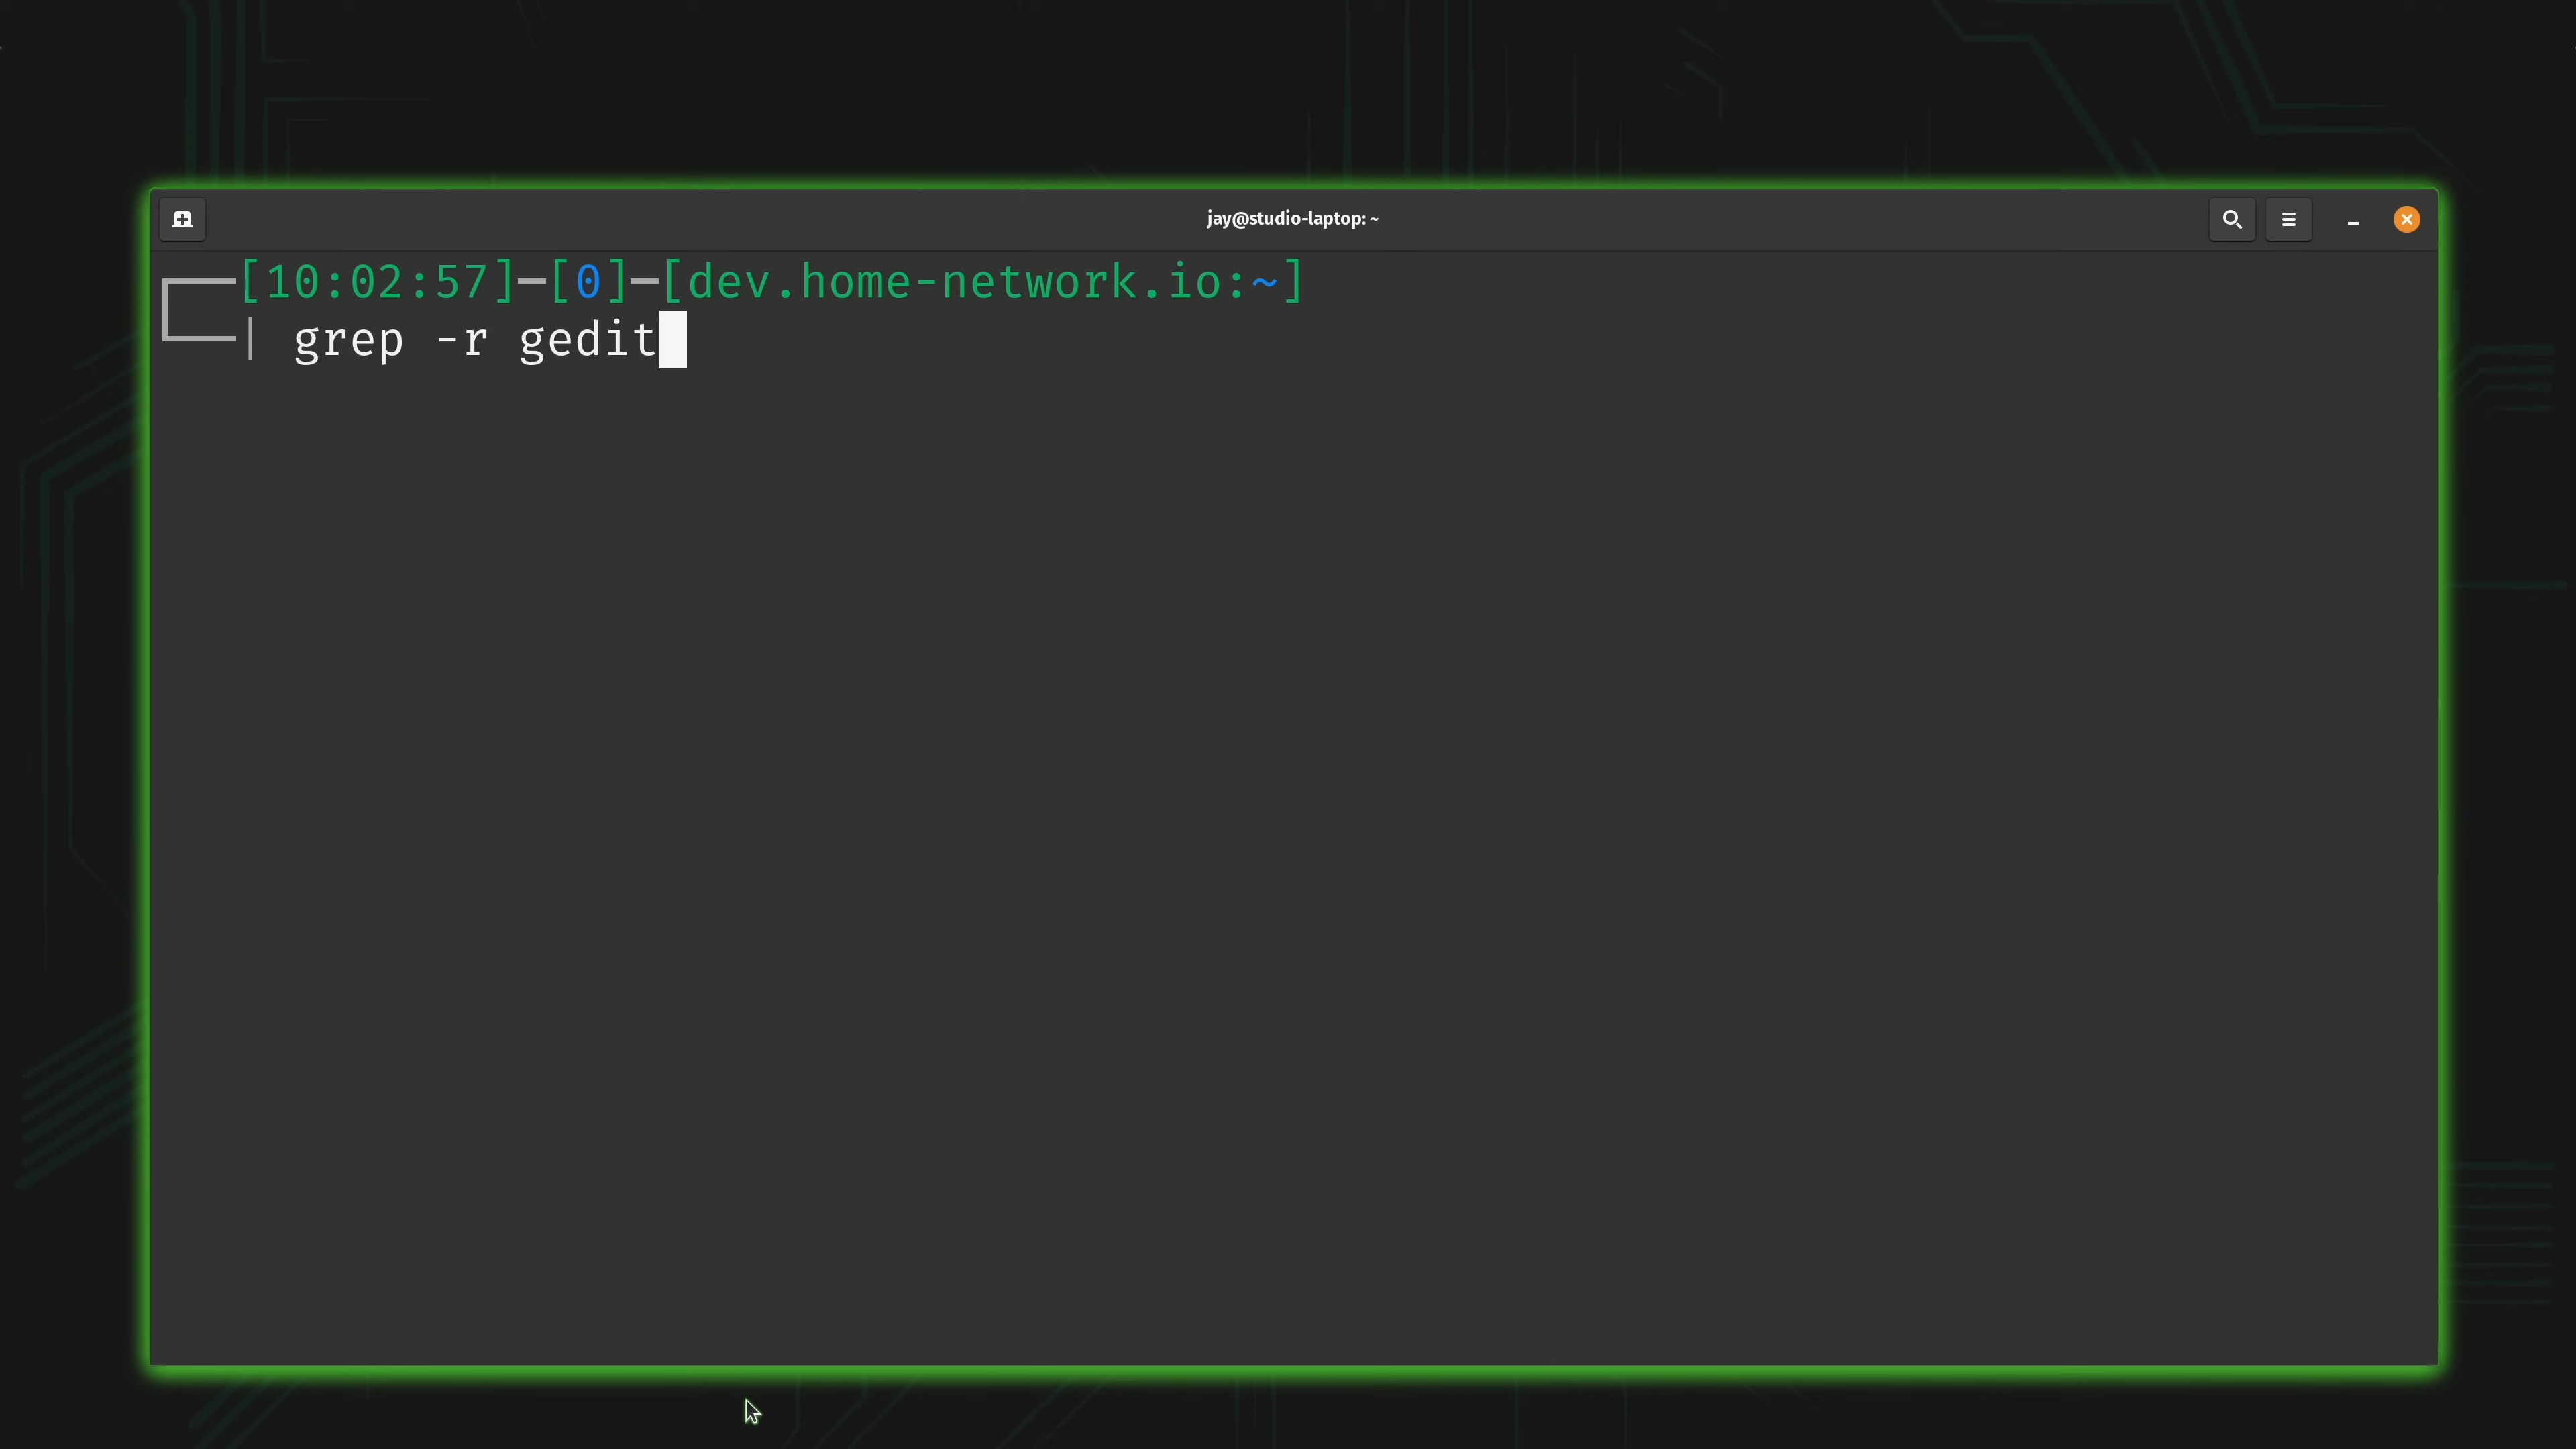 jay@studio-laptop: ~
┌──[10:02:57]─[0]─[dev.home-network.io:~]
└──| grep -r gedit